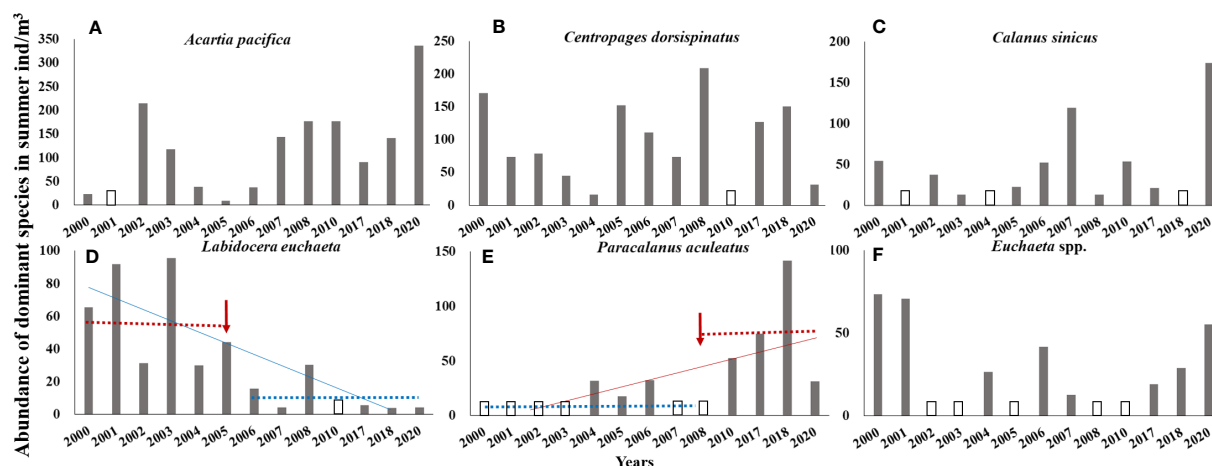 Abundance of dominant species in summer ind/m³
A
Acartia pacifica
350
300
250
200
150
100
50
0
2000 2001 2002 2003 2004 2005 2006 2007 2008 2010 2017 2018 2020
B
Centropages dorsispinatus
250
200
150
100
50
0
2000 2001 2002 2003 2004 2005 2006 2007 2008 2010 2017 2018 2020
C
Calanus sinicus
200
150
100
50
0
2000 2001 2002 2003 2004 2005 2006 2007 2008 2010 2017 2018 2020
D
Labidocera euchaeta
100
80
60
40
20
0
2000 2001 2002 2003 2004 2005 2006 2007 2008 2010 2017 2018 2020
E
Paracalanus aculeatus
150
100
50
0
2000 2001 2002 2003 2004 2005 2006 2007 2008 2010 2017 2018 2020
F
Euchaeta spp.
100
50
0
2000 2001 2002 2003 2004 2005 2006 2007 2008 2010 2017 2018 2020
Years